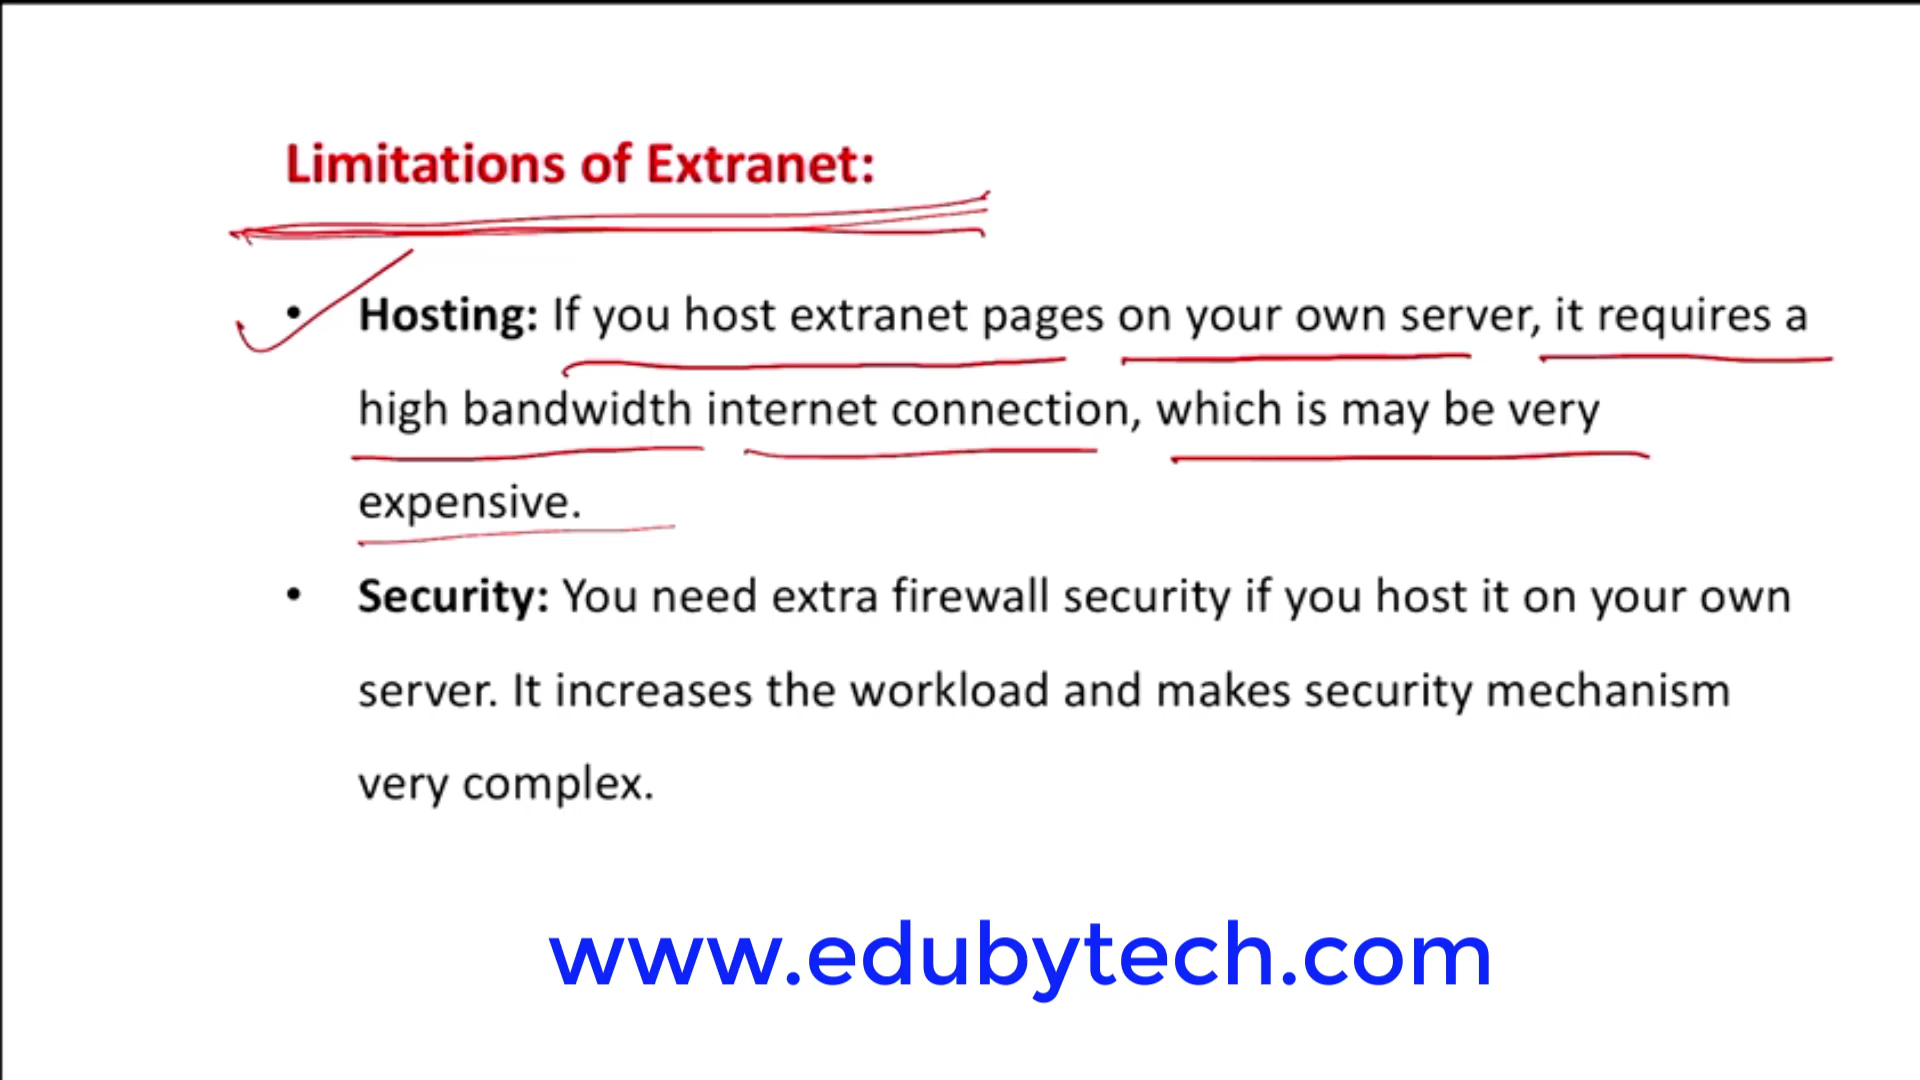 Limitations of Extranet:
• Hosting: If you host extranet pages on your own server, it requires a
high bandwidth internet connection, which is may be very
expensive.
• Security: You need extra firewall security if you host it on your own
server. It increases the workload and makes security mechanism
very complex.
www.edubytech.com